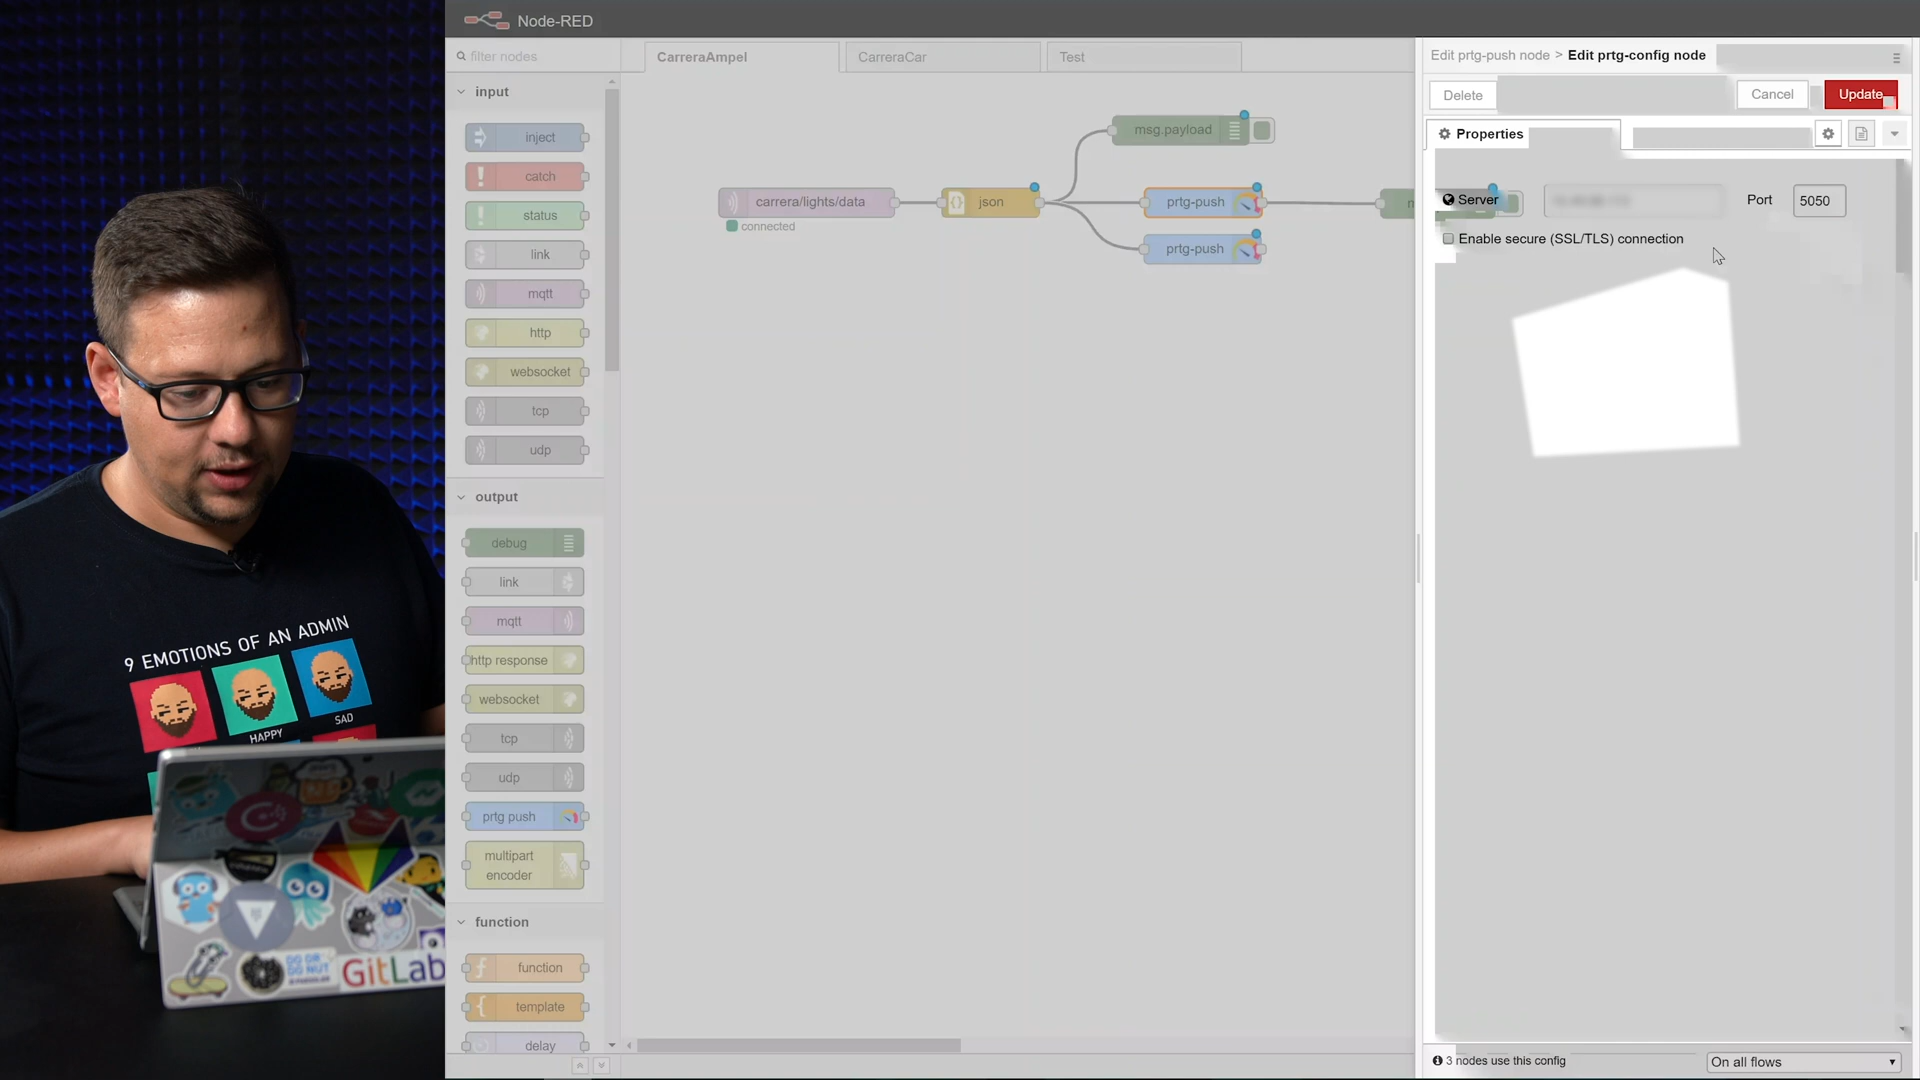 Node-RED
filter nodes
CarreraAmpel
CarreraCar
Test
input
inject
catch
status
link
mqtt
http
websocket
tcp
udp
output
debug
link
mqtt
http response
websocket
tcp
udp
prtg push
multipart
encoder
function
function
template
delay
carrera/lights/data
connected
json
msg.payload
prtg-push
prtg-push
Edit prtg-push node > Edit prtg-config node
Delete
Cancel
Update
Properties
Server
Port
5050
Enable secure (SSL/TLS) connection
3 nodes use this config
On all flows
9 EMOTIONS OF AN ADMIN
HAPPY
SAD
DO OR
DO NUT
GitLab